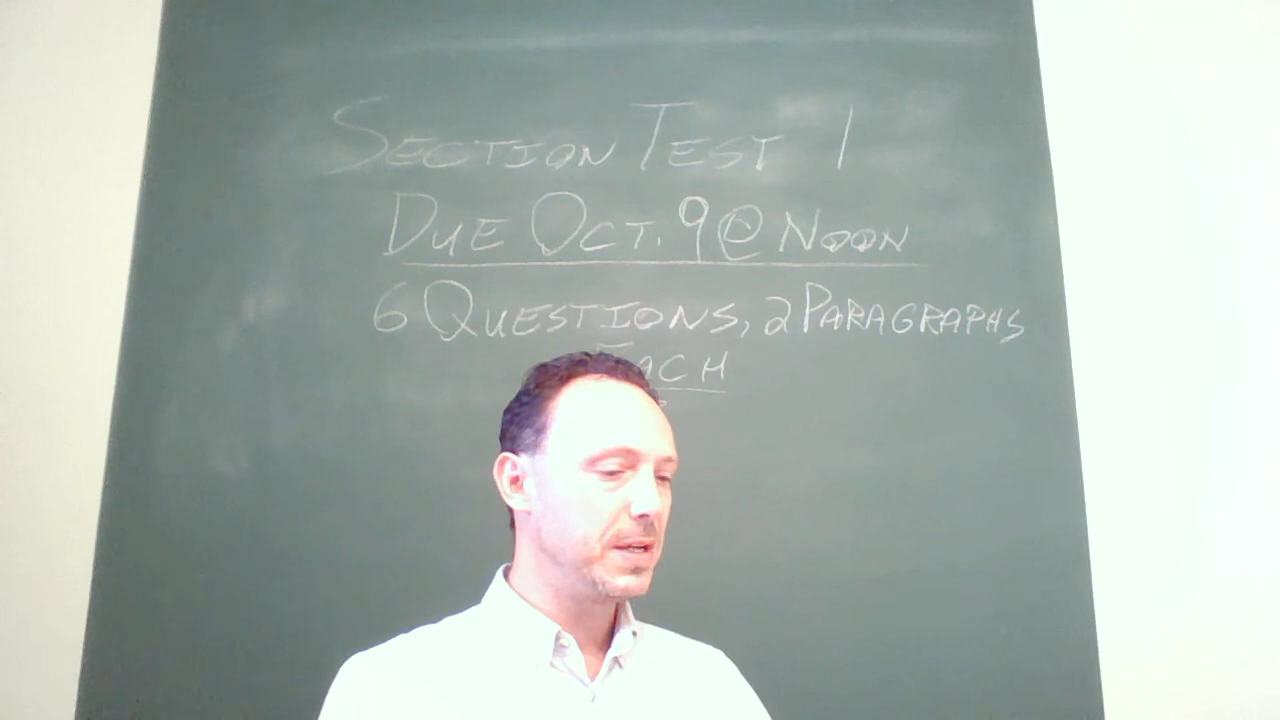 SECTION TEST 1
DUE OCT. 9 @ NOON
6 QUESTIONS, 2 PARAGRAPHS
EACH